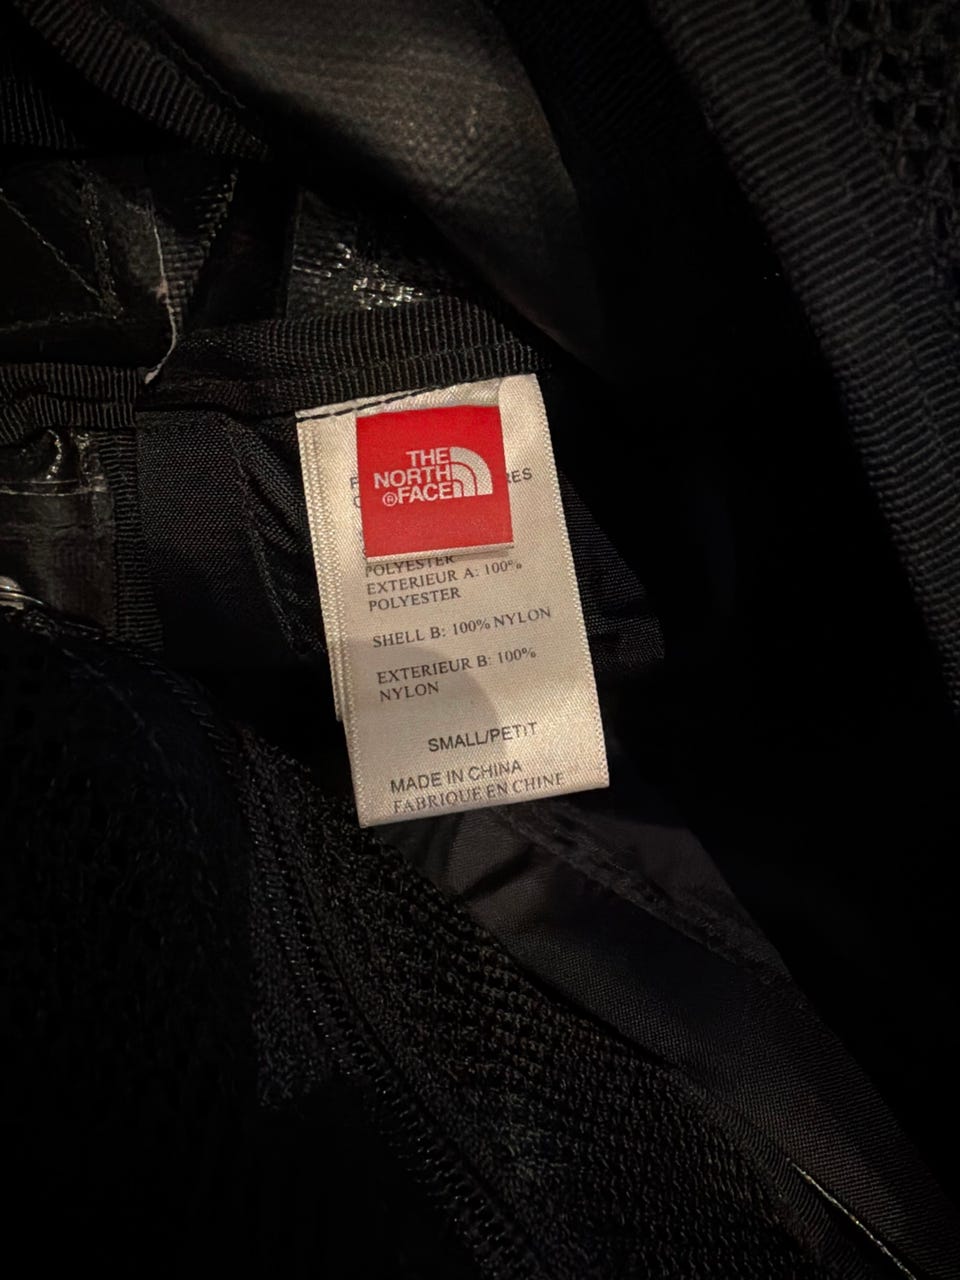 THE
NORTH
®FACE
POLYESTER
EXTERIEUR A: 100%
POLYESTER
SHELL B: 100% NYLON
EXTERIEUR B: 100%
NYLON
SMALL/PETIT
MADE IN CHINA
FABRIQUE EN CHINE